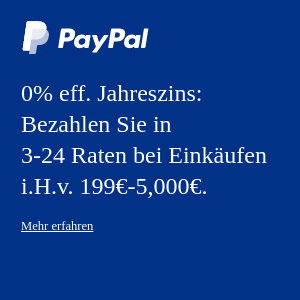 PayPal
0% eff. Jahreszins:
Bezahlen Sie in
3-24 Raten bei Einkäufen
i.H.v. 199€-5,000€.
Mehr erfahren